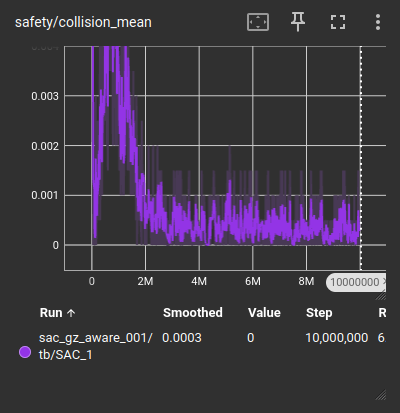 safety/collision_mean
0.003
0.002
0.001
0
0 2M 4M 6M 8M 10000000
Run ↑ Smoothed Value Step R
sac_gz_aware_001/ 0.0003 0 10,000,000 6
tb/SAC_1